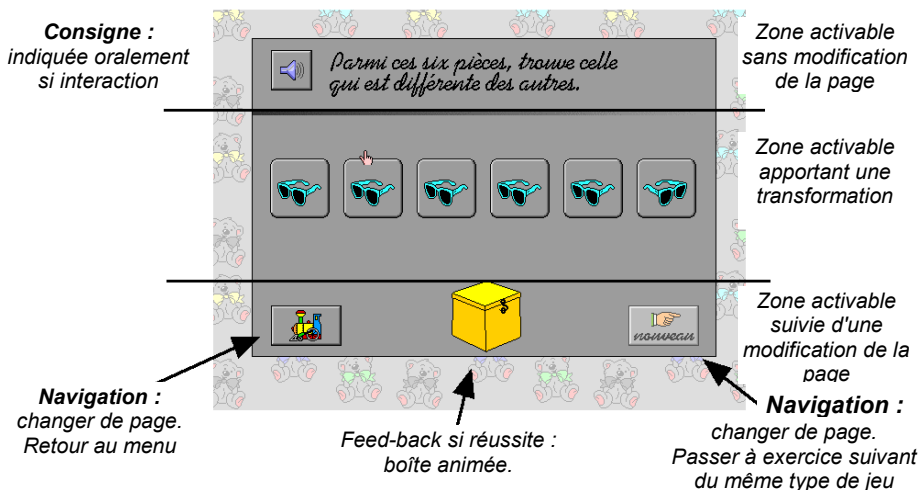 Consigne :
indiquée oralement
si interaction
Parmi ces six pièces, trouve celle
qui est différente des autres.
Zone activable
sans modification
de la page
Zone activable
apportant une
transformation
Zone activable
suivie d'une
modification de la
page
nouveau
Navigation :
changer de page.
Retour au menu
Feed-back si réussite :
boîte animée.
Navigation :
changer de page.
Passer à exercice suivant
du même type de jeu